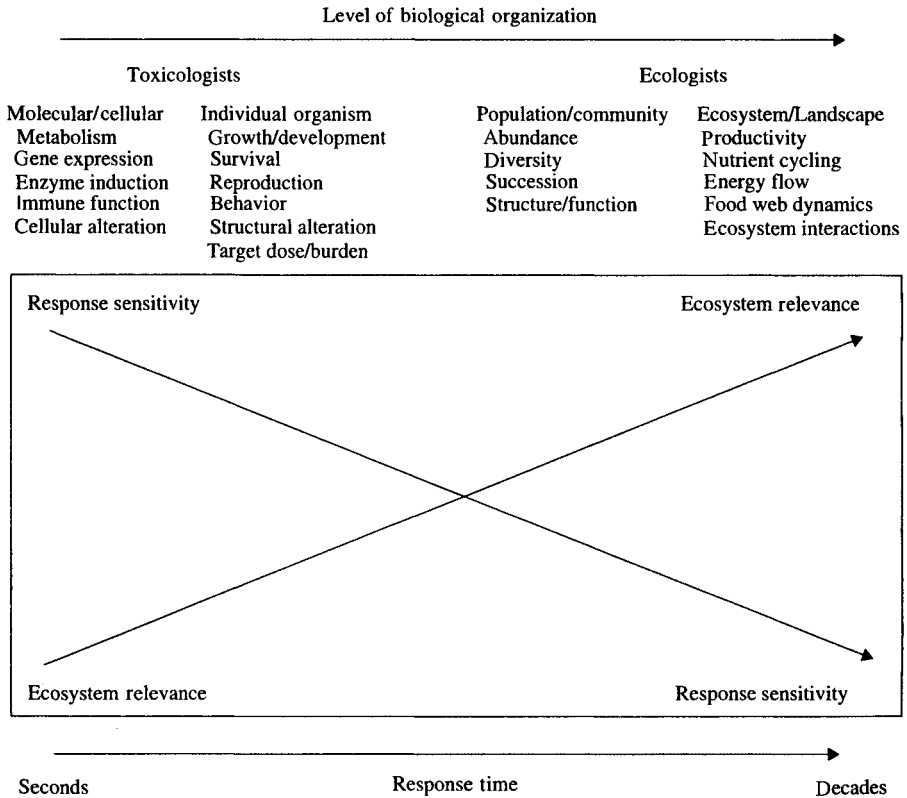 Level of biological organization
Toxicologists
Ecologists
Molecular/cellular
Metabolism
Gene expression
Enzyme induction
Immune function
Cellular alteration
Individual organism
Growth/development
Survival
Reproduction
Behavior
Structural alteration
Target dose/burden
Population/community
Abundance
Diversity
Succession
Structure/function
Ecosystem/Landscape
Productivity
Nutrient cycling
Energy flow
Food web dynamics
Ecosystem interactions
Response sensitivity
Ecosystem relevance
Ecosystem relevance
Response sensitivity
Seconds
Response time
Decades